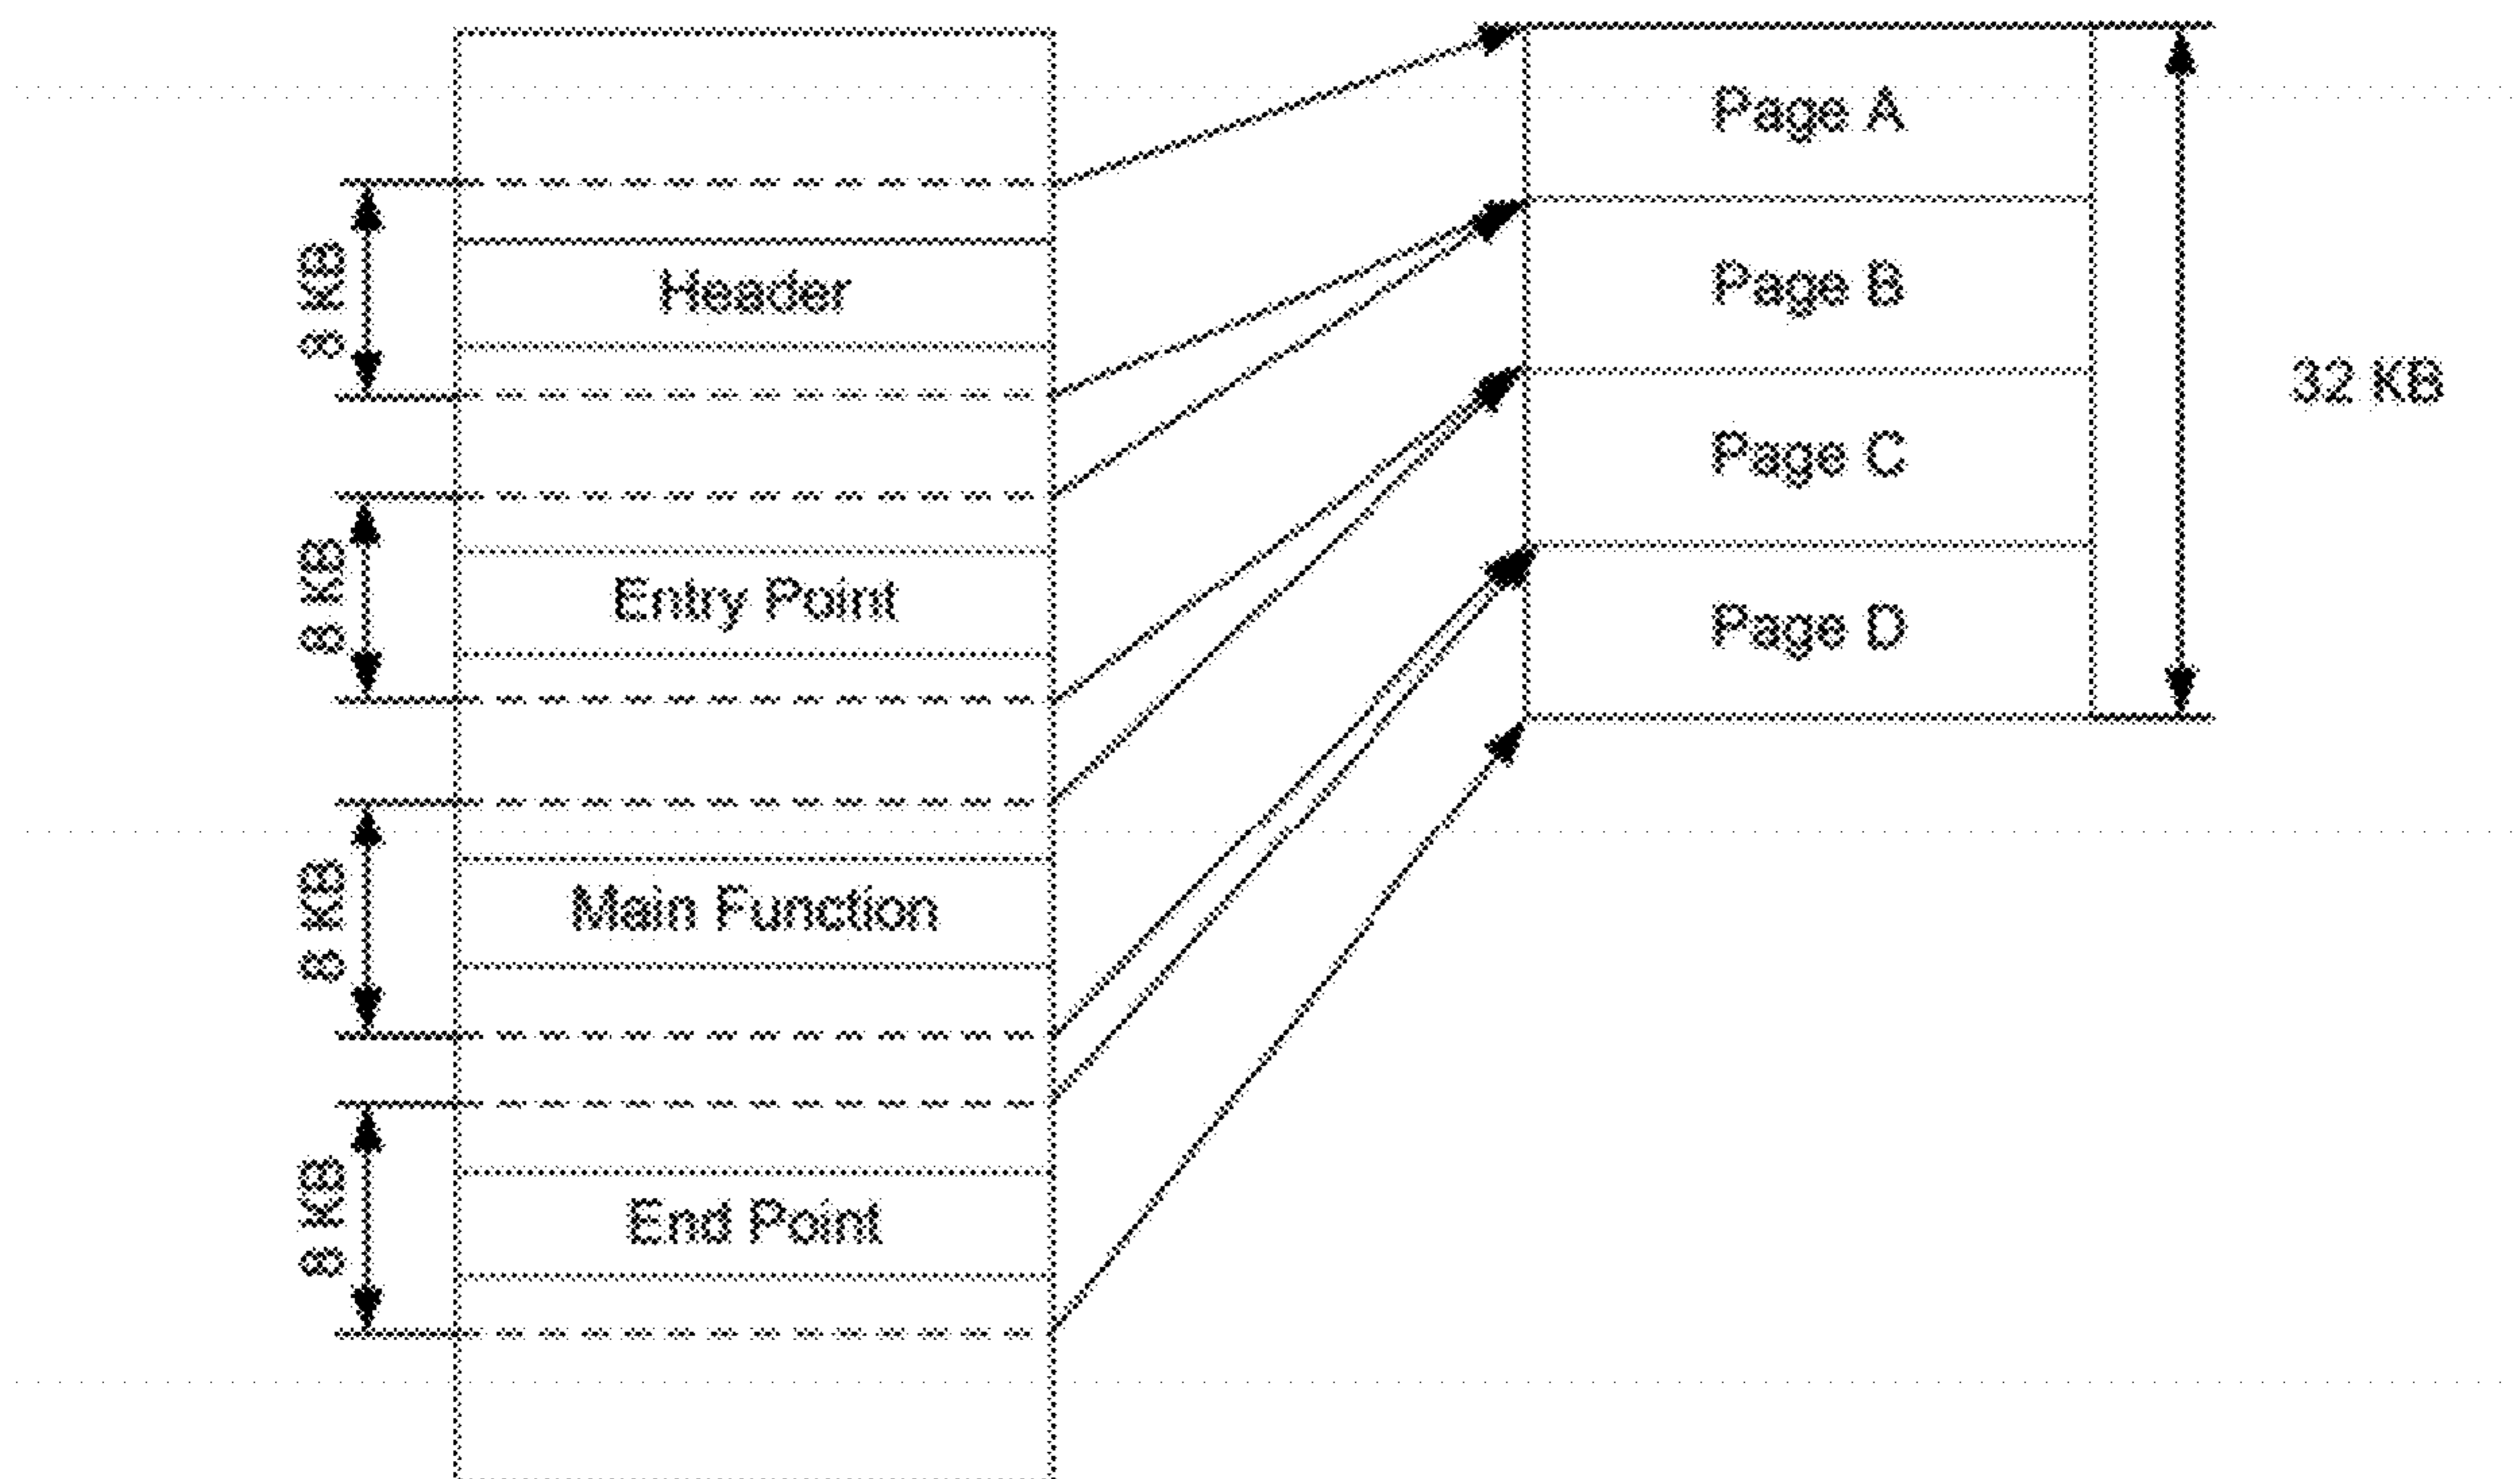 Page A
Header
8 KB
Page B
32 KB
Page C
Entry Point
8 KB
Page D
Main Function
8 KB
End Point
8 KB